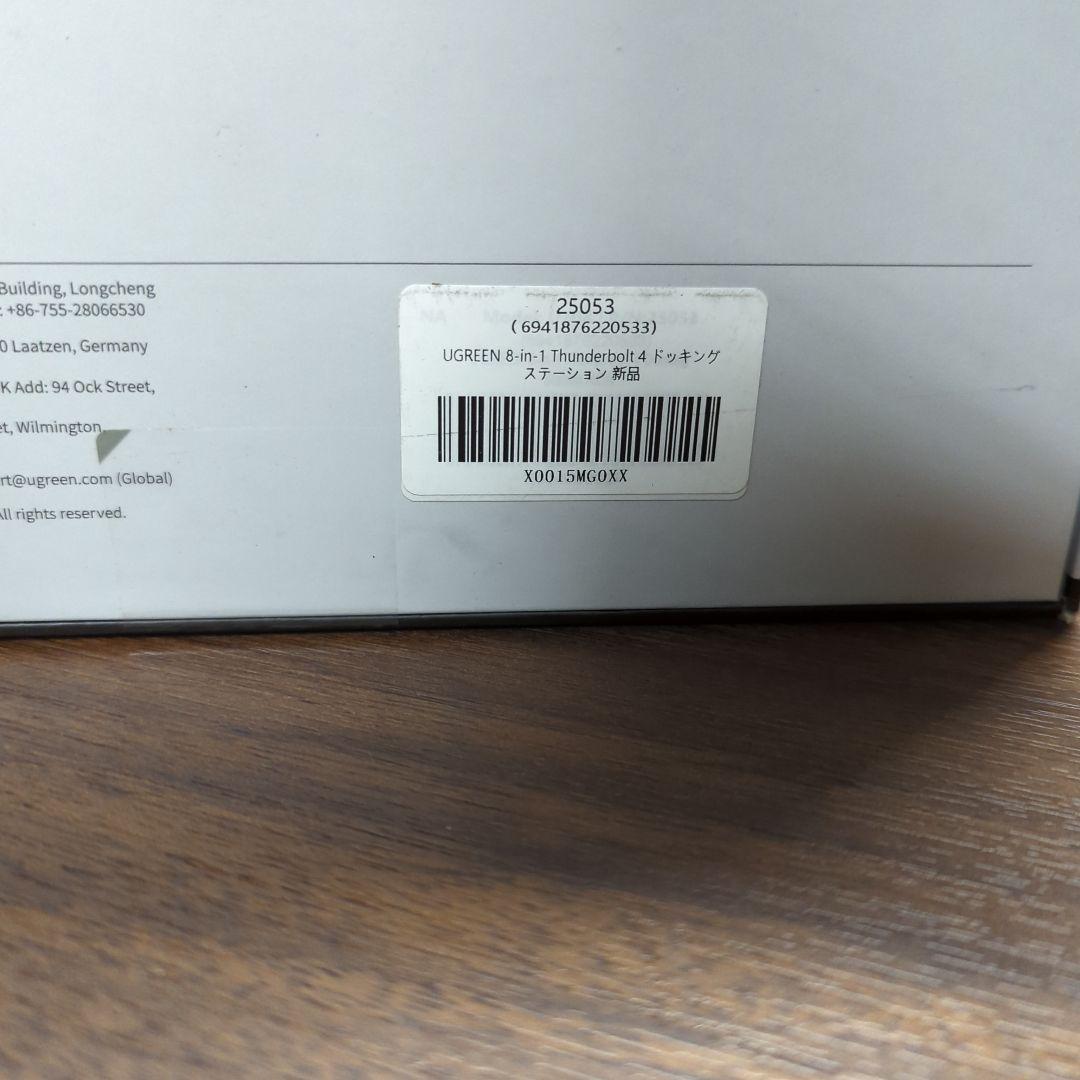 Building, Longcheng
: +86-755-28066530
0 Laatzen, Germany
K Add: 94 Ock Street,
et, Wilmington,
rt@ugreen.com (Global)
All rights reserved.
25053
(6941876220533)
UGREEN 8-in-1 Thunderbolt 4 ドッキング
ステーション 新品
X0015MG0XX